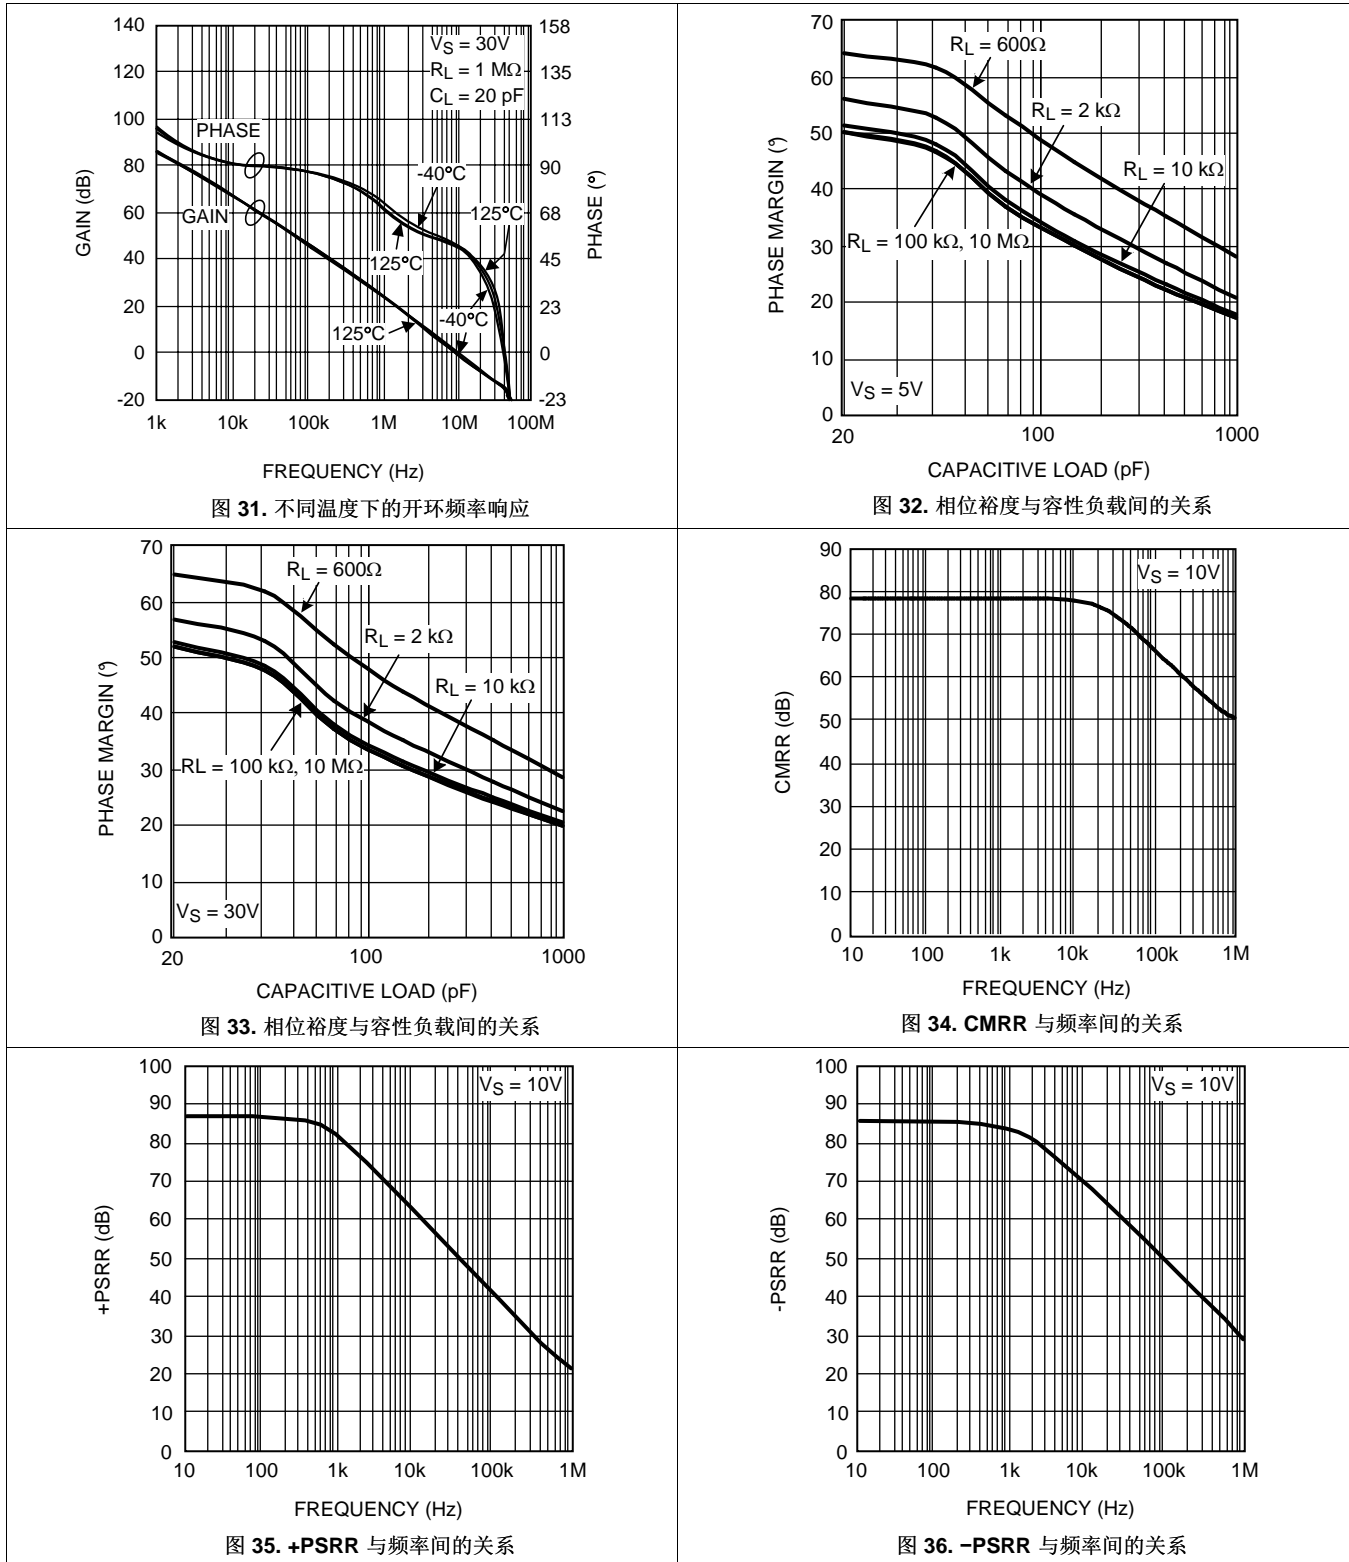 140
120
100
80
60
40
20
0
-20
GAIN (dB)
158
135
113
90
68
45
23
0
-23
PHASE (°)
VS = 30V
RL = 1 MΩ
CL = 20 pF
PHASE
GAIN
-40°C
125°C
125°C
-40°C
125°C
1k 10k 100k 1M 10M 100M
FREQUENCY (Hz)
图 31. 不同温度下的开环频率响应
70
60
50
40
30
20
10
0
PHASE MARGIN (°)
RL = 600Ω
RL = 2 kΩ
RL = 10 kΩ
RL = 100 kΩ, 10 MΩ
VS = 5V
20 100 1000
CAPACITIVE LOAD (pF)
图 32. 相位裕度与容性负载间的关系
70
60
50
40
30
20
10
0
PHASE MARGIN (°)
RL = 600Ω
RL = 2 kΩ
RL = 10 kΩ
RL = 100 kΩ, 10 MΩ
VS = 30V
20 100 1000
CAPACITIVE LOAD (pF)
图 33. 相位裕度与容性负载间的关系
90
80
70
60
50
40
30
20
10
0
CMRR (dB)
VS = 10V
10 100 1k 10k 100k 1M
FREQUENCY (Hz)
图 34. CMRR 与频率间的关系
100
90
80
70
60
50
40
30
20
10
0
+PSRR (dB)
VS = 10V
10 100 1k 10k 100k 1M
FREQUENCY (Hz)
图 35. +PSRR 与频率间的关系
100
90
80
70
60
50
40
30
20
10
0
-PSRR (dB)
VS = 10V
10 100 1k 10k 100k 1M
FREQUENCY (Hz)
图 36. −PSRR 与频率间的关系